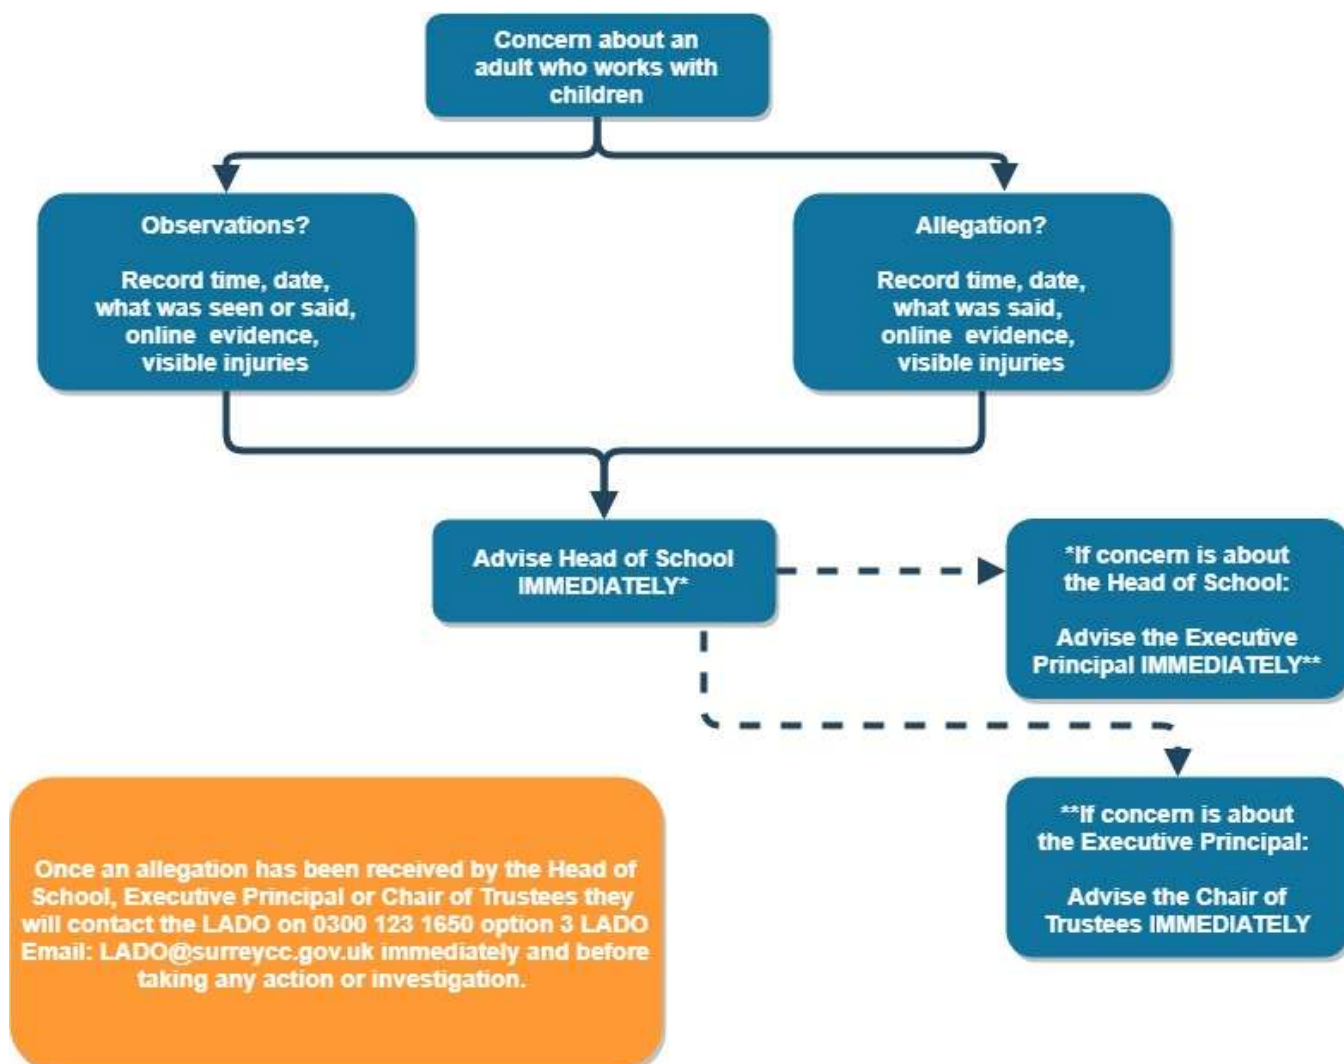 Concern about an
adult who works with
children
Observations?
Record time, date,
what was seen or said,
online  evidence,
visible injuries
Allegation?
Record time, date,
what was said,
online evidence,
visible injuries
Advise Head of School
IMMEDIATELY*
*If concern is about
the Head of School:
Advise the Executive
Principal IMMEDIATELY**
**If concern is about
the Executive Principal:
Advise the Chair of
Trustees IMMEDIATELY
Once an allegation has been received by the Head of
School, Executive Principal or Chair of Trustees they
will contact the LADO on 0300 123 1650 option 3 LADO
Email: LADO@surreycc.gov.uk immediately and before
taking any action or investigation.